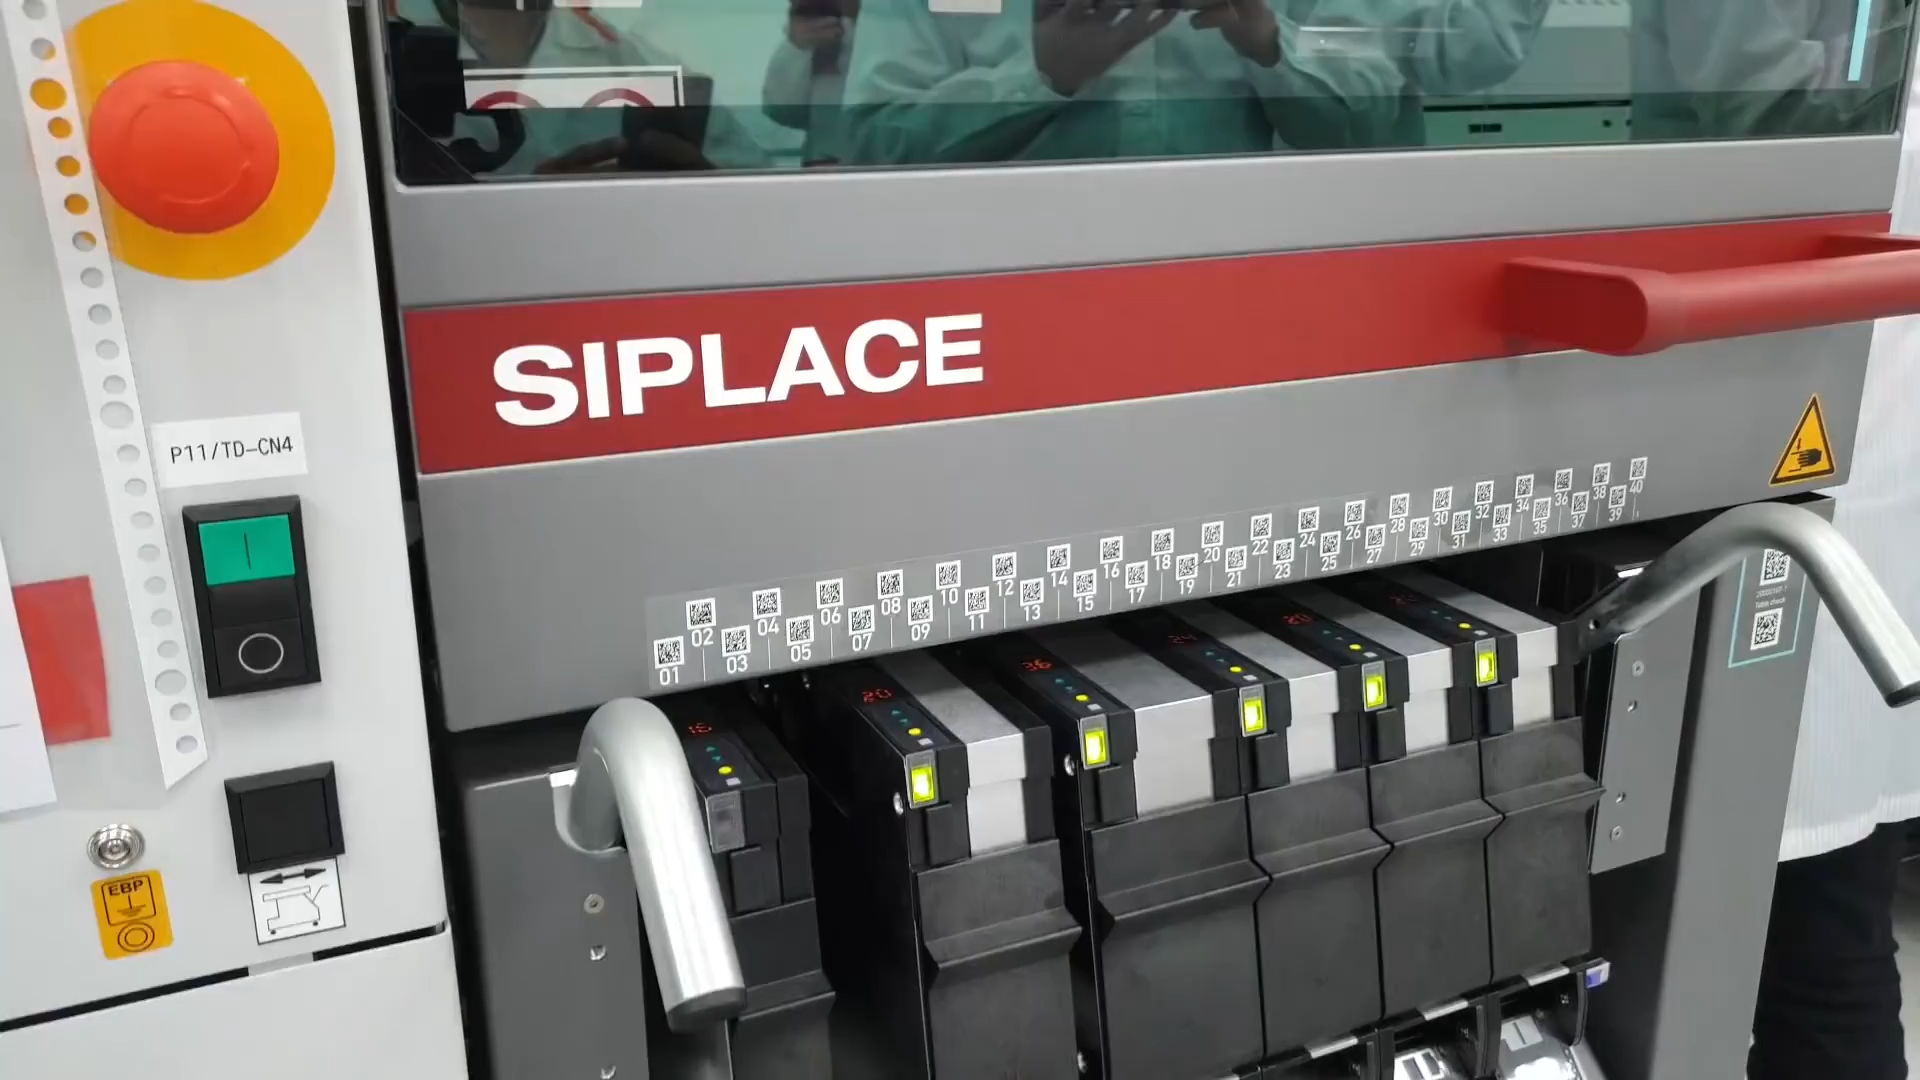 SIPLACE
P11/TD-CN4
01 02 03 04 05 06 07 08 09 10 11 12 13 14 15 16 17 18 19 20 21 22 23 24 25 26 27 28 29 30 31 32 33 34 35 36 37 38 39 40
20
EBP